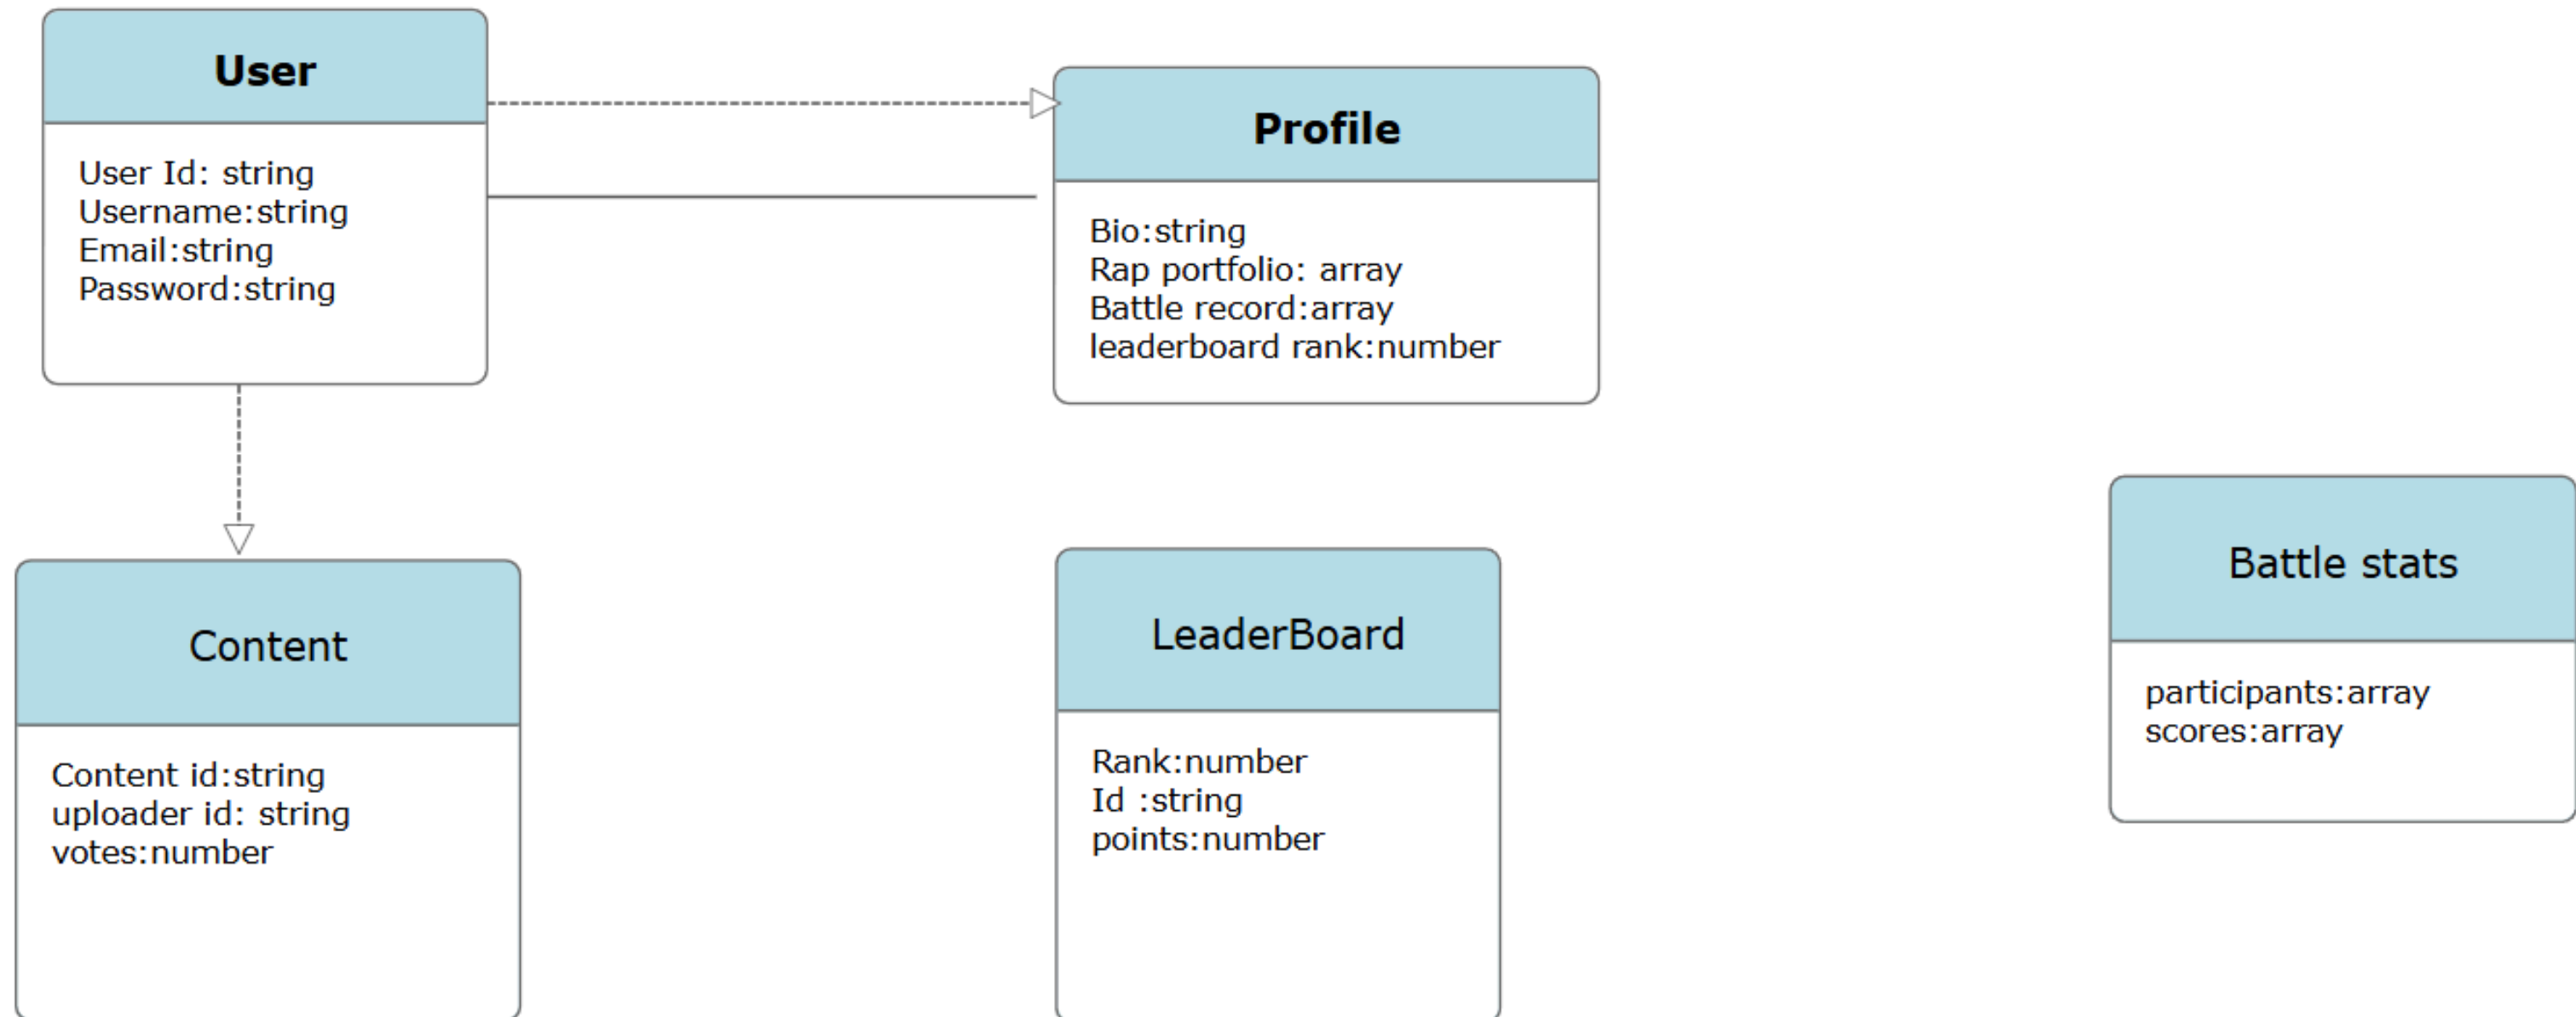 User
User Id: string
Username:string
Email:string
Password:string
Profile
Bio:string
Rap portfolio: array
Battle record:array
leaderboard rank:number
Content
Content id:string
uploader id: string
votes:number
LeaderBoard
Rank:number
Id :string
points:number
Battle stats
participants:array
scores:array